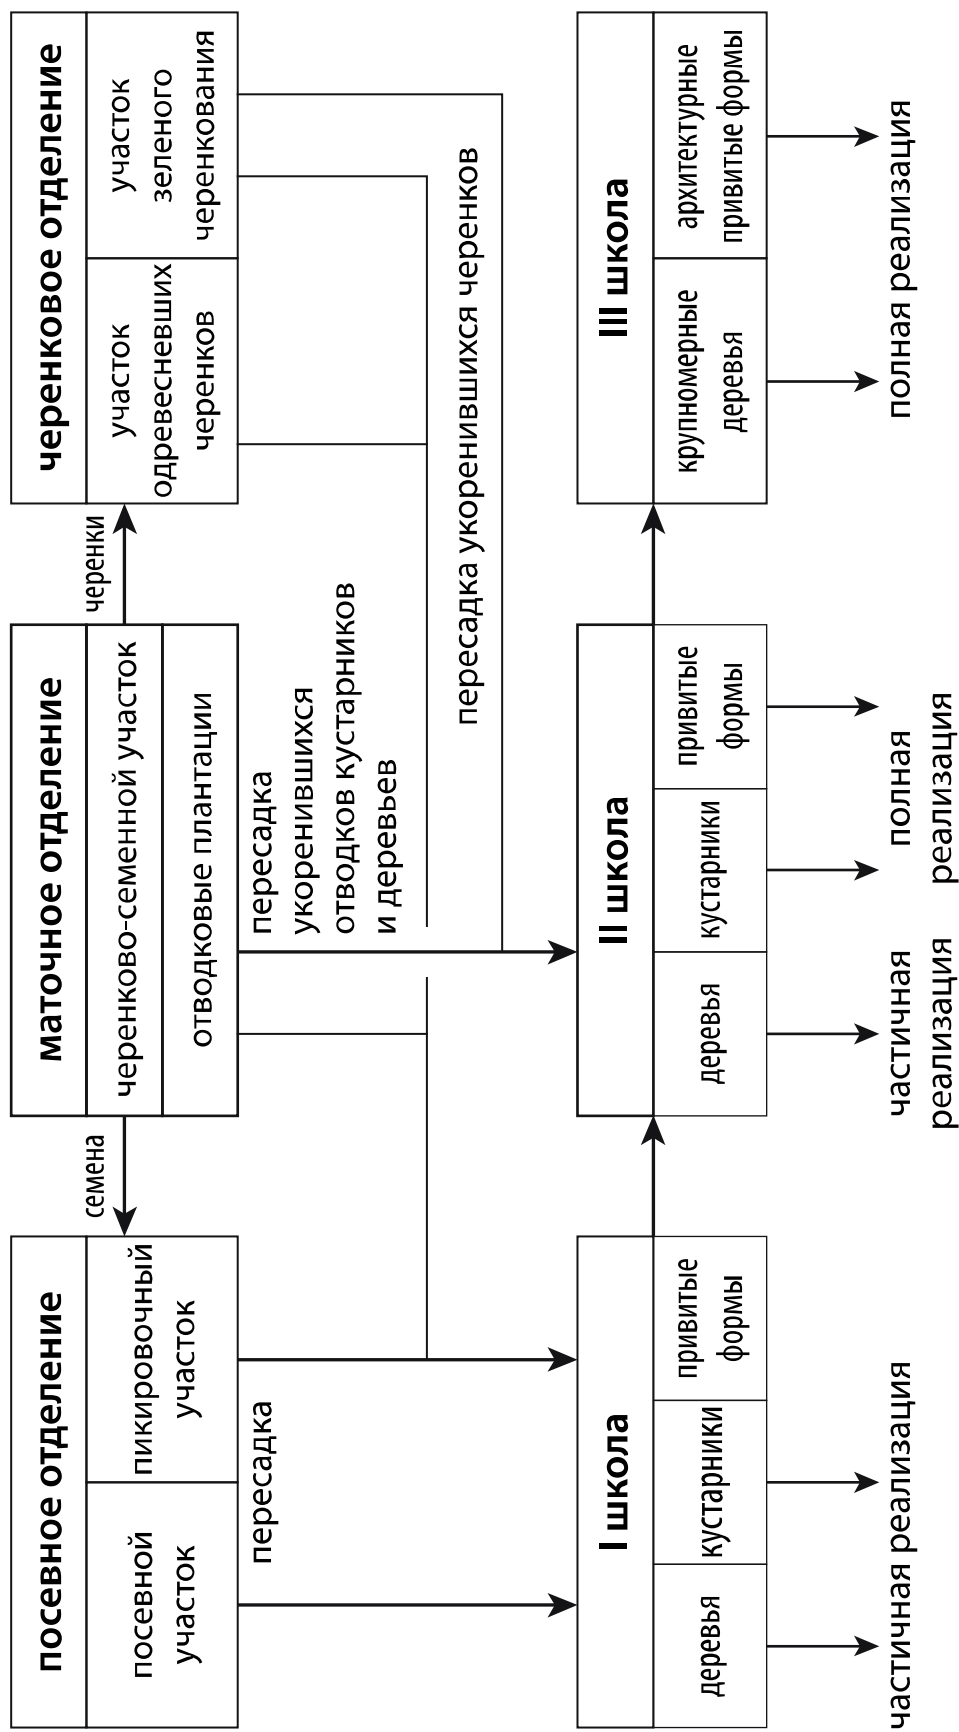 посевное отделение
посевной
участок
пикировочный
участок
семена
маточное отделение
черенково-семенной участок
отводковые плантации
черенки
черенковое отделение
участок
одревесневших
черенков
участок
зеленого
черенкования
пересадка
пересадка
укоренившихся
отводков кустарников
и деревьев
пересадка укоренившихся черенков
I школа
деревья
кустарники
привитые
формы
II школа
деревья
кустарники
привитые
формы
III школа
крупномерные
деревья
архитектурные
привитые формы
частичная реализация
частичная
реализация
полная
реализация
полная реализация